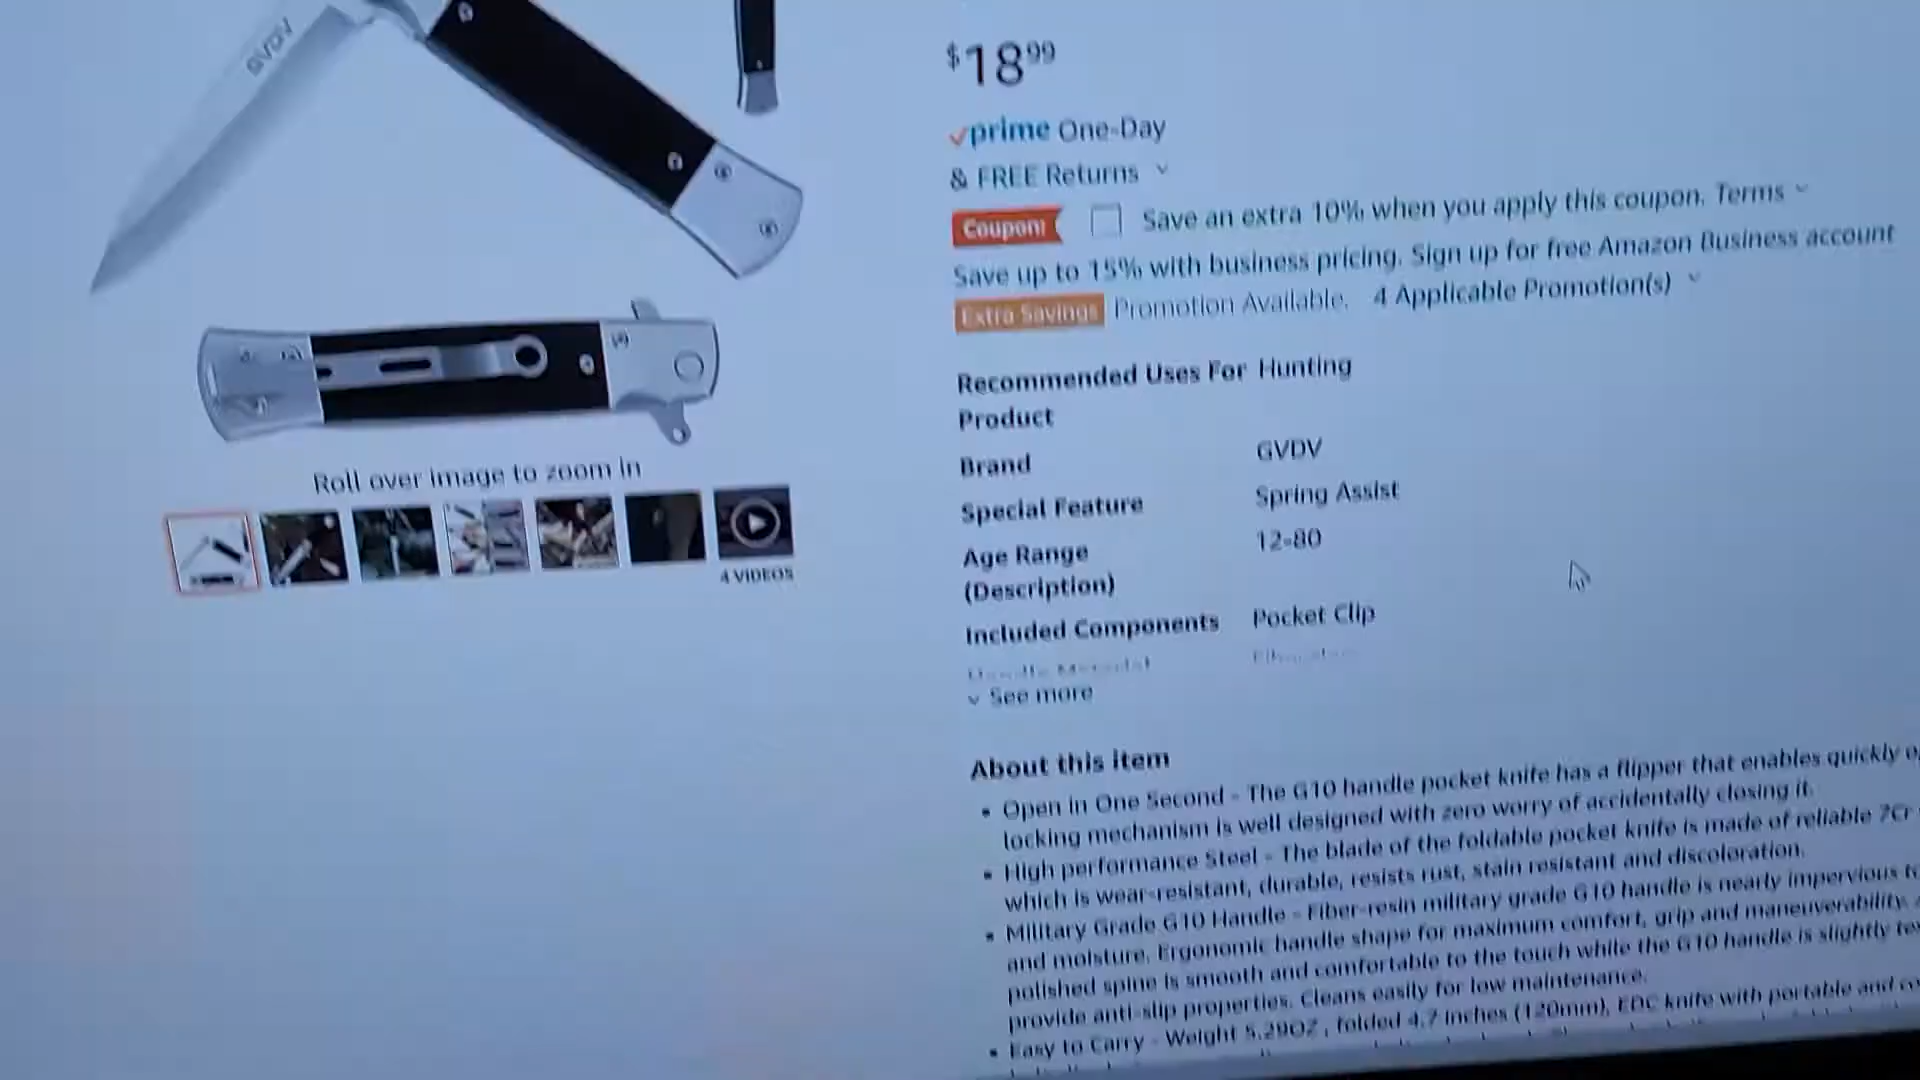 GVDV
$18.99
prime One-Day
& FREE Returns
Coupon: Save an extra 10% when you apply this coupon. Terms
Save up to 15% with business pricing. Sign up for free Amazon Business account
Extra Savings Promotion Available. 4 Applicable Promotion(s)
Recommended Uses For Hunting
Product
Brand GVDV
Special Feature Spring Assist
Age Range 12-80
(Description)
Included Components Pocket Clip
See more
Roll over image to zoom in
4 VIDEOS
About this item
• Open in One Second - The G10 handle pocket knife has a flipper that enables quickly
locking mechanism is well designed with zero worry of accidentally closing it.
• High performance Steel - The blade of the foldable pocket knife is made of reliable 7Cr
which is wear-resistant, durable, resists rust, stain resistant and discoloration.
• Military Grade G10 Handle - Fiber-resin military grade G10 handle is nearly impervious
and moisture. Ergonomic handle shape for maximum comfort, grip and maneuverability.
polished spine is smooth and comfortable to the touch while the G10 handle is slightly
provide anti-slip properties. Cleans easily for low maintenance.
• Easy to Carry - Weight 5.29OZ , folded 4.7 inches (120mm), EDC knife with portable and